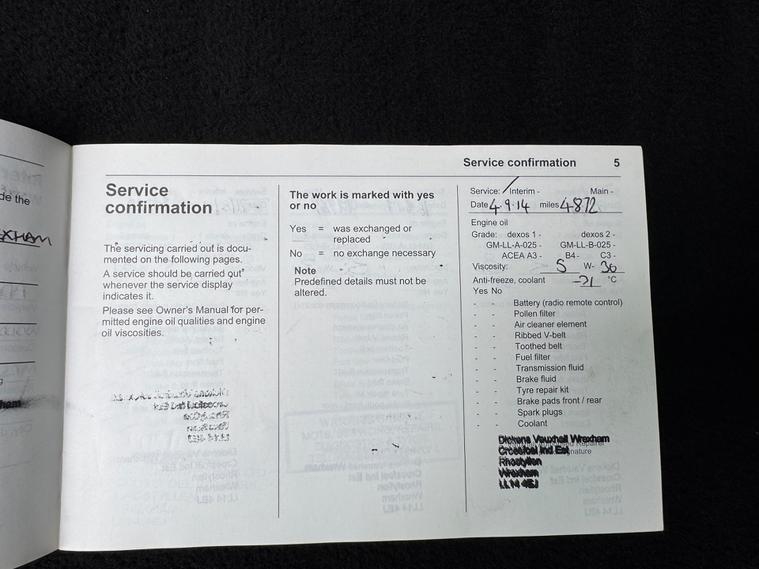 de the
XHAM
g
ham
Service confirmation 5
Service
confirmation
The servicing carried out is docu-
mented on the following pages.
A service should be carried out
whenever the service display
indicates it.
Please see Owner's Manual for per-
mitted engine oil qualities and engine
oil viscosities.
The work is marked with yes
or no
Yes = was exchanged or
replaced
No = no exchange necessary
Note
Predefined details must not be
altered.
Service: Interim - Main -
Date 4.9.14 miles 4872
Engine oil
Grade: dexos 1 - dexos 2 -
GM-LL-A-025 - GM-LL-B-025 -
ACEA A3 - B4- C3 -
Viscosity: 5 W- 30
Anti-freeze, coolant -21 °C
Yes No
- - Battery (radio remote control)
- - Pollen filter
- - Air cleaner element
- - Ribbed V-belt
- - Toothed belt
- - Fuel filter
- - Transmission fluid
- - Brake fluid
- - Tyre repair kit
- - Brake pads front / rear
- - Spark plugs
- - Coolant
Dickens Vauxhall Wrexham
Croesfoel Ind Est
Rhostyllen
Wrexham
LL14 4BJ